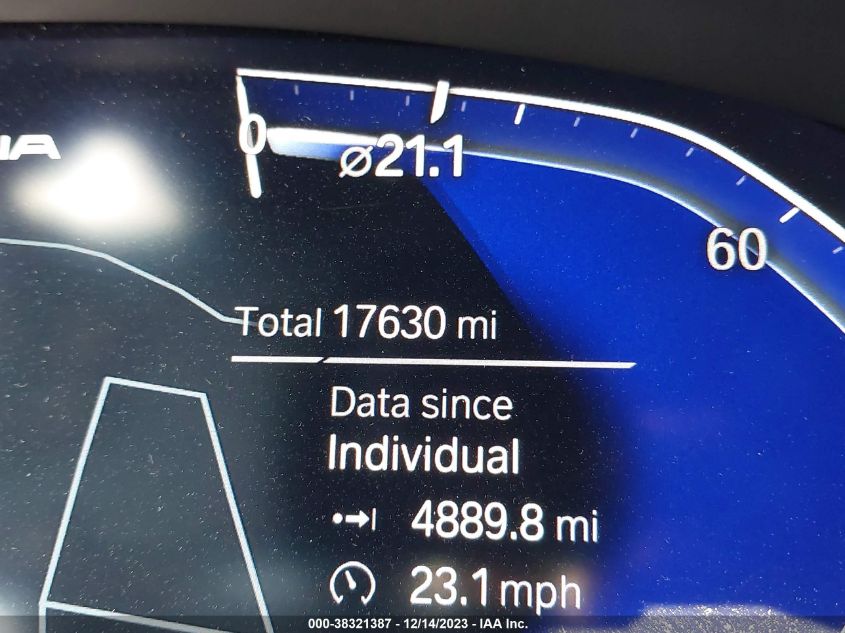 0
⌀21.1
60
Total 17630 mi
Data since
Individual
4889.8 mi
23.1 mph
000-38321387 - 12/14/2023 - IAA Inc.